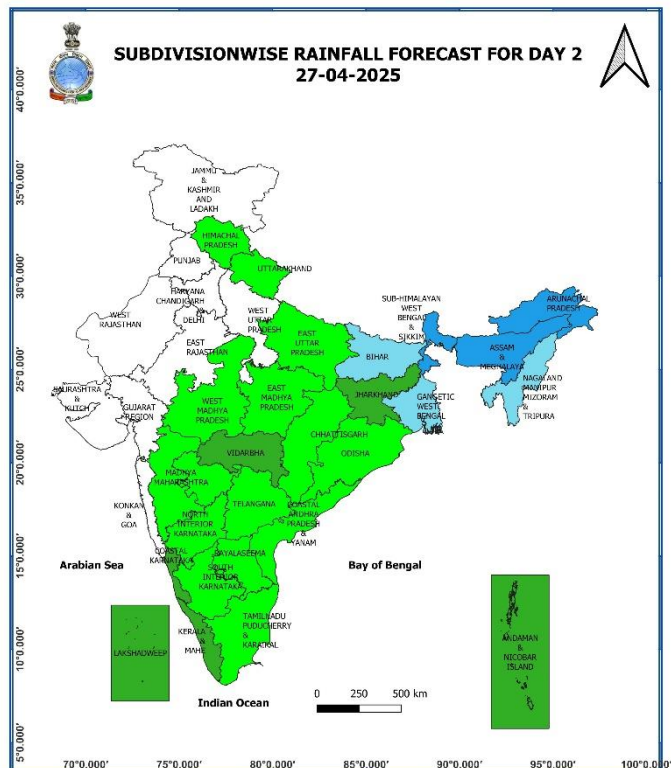 SUBDIVISIONWISE RAINFALL FORECAST FOR DAY 2
27-04-2025
40°0.000'
35°0.000'
30°0.000'
25°0.000'
20°0.000'
15°0.000'
10°0.000'
5°0.000'
JAMMU
&
KASHMIR
AND
LADAKH
HIMACHAL
PRADESH
PUNJAB
UTTARAKHAND
HARYANA
CHANDIGARH
&
DELHI
WEST
RAJASTHAN
WEST
UTTAR
PRADESH
EAST
RAJASTHAN
EAST
UTTAR
PRADESH
SUB-HIMALAYAN
WEST
BENGAL
&
SIKKIM
ARUNACHAL
PRADESH
ASSAM
&
MEGHALAYA
BIHAR
NAGALAND
MANIPUR
MIZORAM
&
TRIPURA
JHARKHAND
GANGETIC
WEST
BENGAL
SAURASHTRA
&
KUTCH
GUJARAT
REGION
WEST
MADHYA
PRADESH
EAST
MADHYA
PRADESH
CHHATTISGARH
ODISHA
VIDARBHA
MADHYA
MAHARASHTRA
KONKAN
&
GOA
TELANGANA
NORTH
INTERIOR
KARNATAKA
COASTAL
ANDHRA
PRADESH
&
YANAM
COASTAL
KARNATAKA
RAYALASEEMA
SOUTH
INTERIOR
KARNATAKA
Arabian Sea
Bay of Bengal
TAMILNADU
PUDUCHERRY
&
KARAIKAL
KERALA
&
MAHE
LAKSHADWEEP
ANDAMAN
&
NICOBAR
ISLAND
Indian Ocean
0 250 500 km
70°0.000' 75°0.000' 80°0.000' 85°0.000' 90°0.000' 95°0.000' 100°0.000'